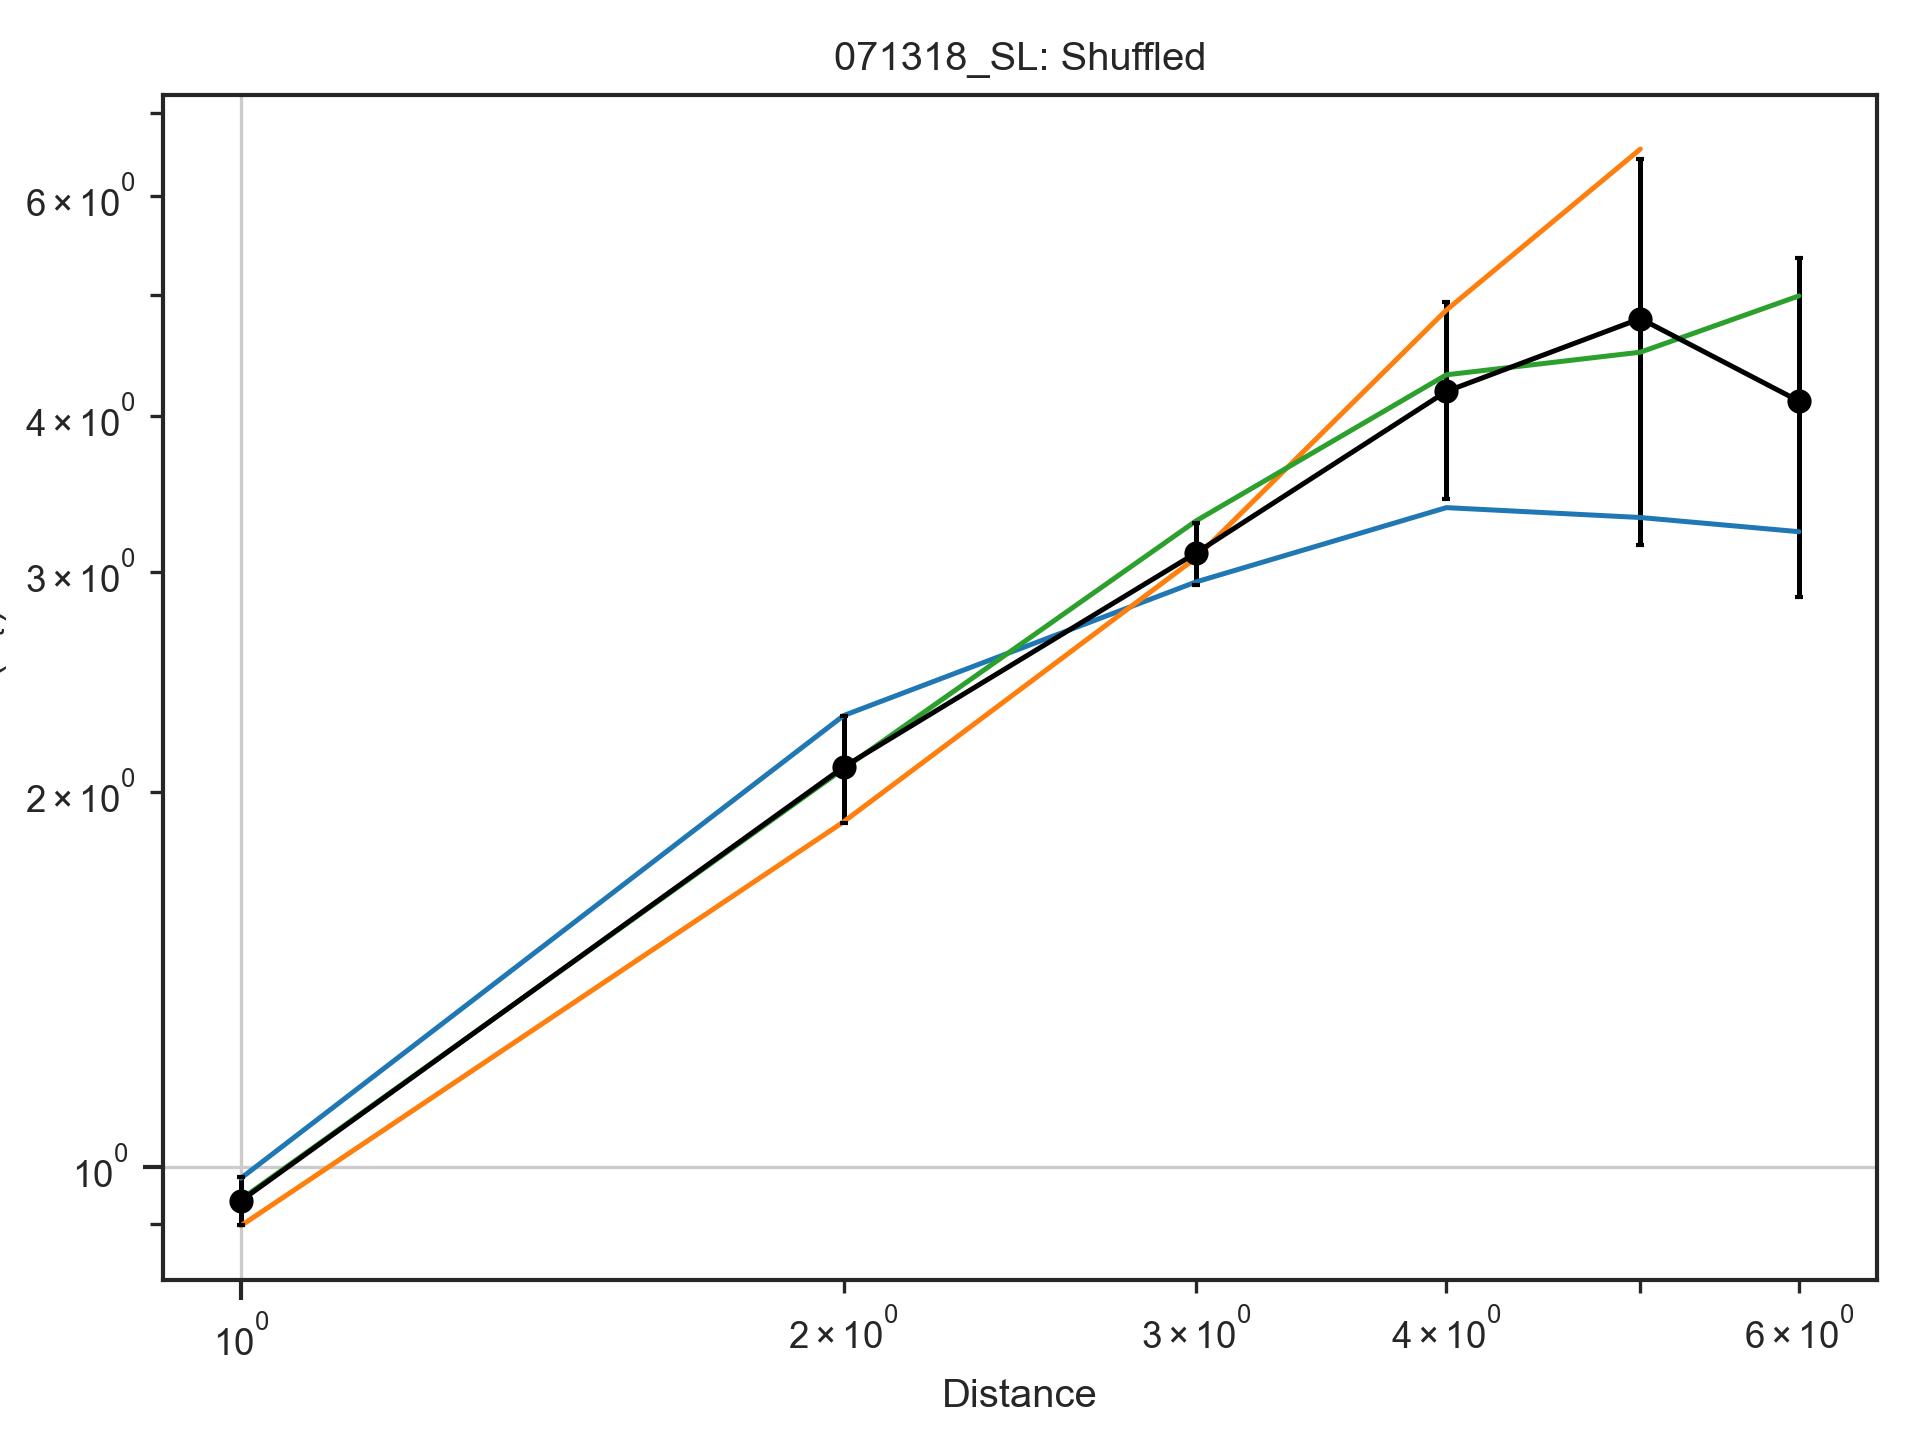 071318_SL: Shuffled
6 × 10⁰
4 × 10⁰
3 × 10⁰
2 × 10⁰
10⁰
10⁰ 2 × 10⁰ 3 × 10⁰ 4 × 10⁰ 6 × 10⁰
Distance